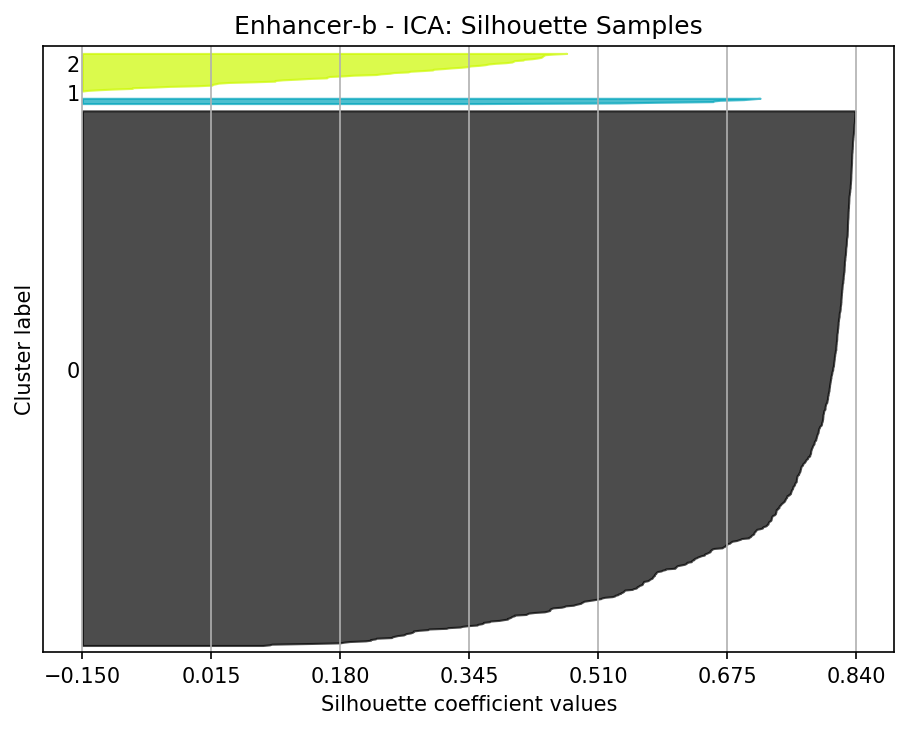 Enhancer-b - ICA: Silhouette Samples
2
1
0
Cluster label
−0.150 0.015 0.180 0.345 0.510 0.675 0.840
Silhouette coefficient values